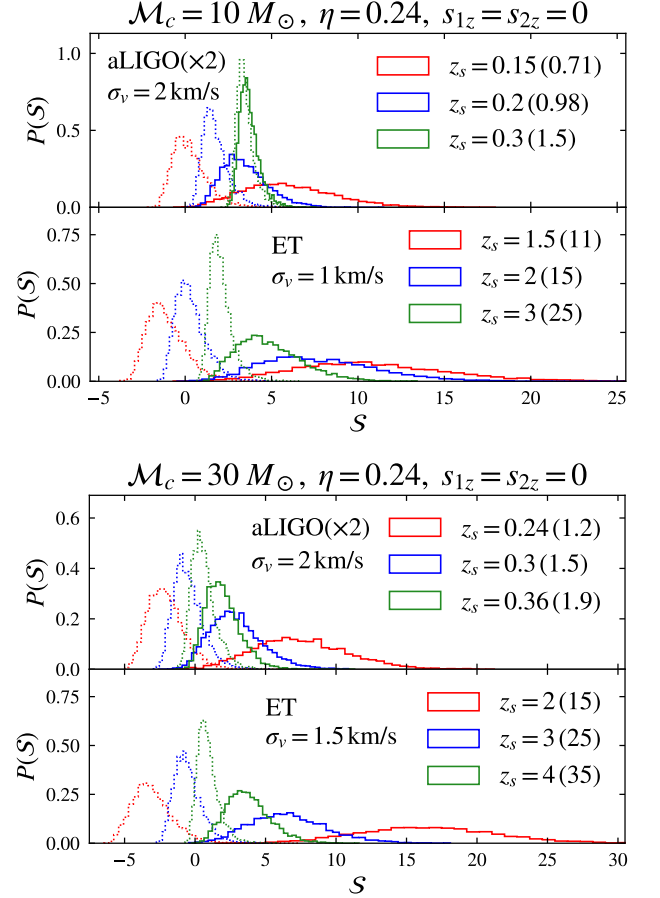 𝓜c = 10 M⊙, η = 0.24, s1z = s2z = 0
aLIGO(×2)
σv = 2 km/s
zs = 0.15 (0.71)
zs = 0.2 (0.98)
zs = 0.3 (1.5)
P(𝒮)
1.0
0.5
0.0
ET
σv = 1 km/s
zs = 1.5 (11)
zs = 2 (15)
zs = 3 (25)
P(𝒮)
0.75
0.50
0.25
0.00
−5 0 5 10 15 20 25
𝒮
𝓜c = 30 M⊙, η = 0.24, s1z = s2z = 0
aLIGO(×2)
σv = 2 km/s
zs = 0.24 (1.2)
zs = 0.3 (1.5)
zs = 0.36 (1.9)
P(𝒮)
0.6
0.4
0.2
0.0
ET
σv = 1.5 km/s
zs = 2 (15)
zs = 3 (25)
zs = 4 (35)
P(𝒮)
0.75
0.50
0.25
0.00
−5 0 5 10 15 20 25 30
𝒮